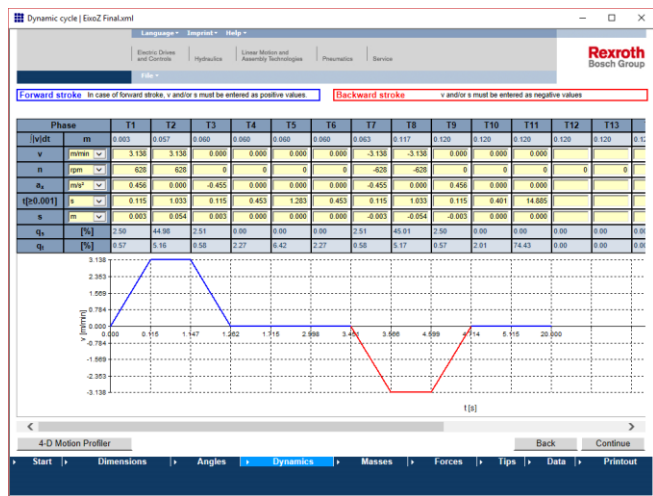 Dynamic cycle | EixoZ Final.xml
Language Imprint Help
Electric Drives and Controls Hydraulics Linear Motion and Assembly Technologies Pneumatics Service
Rexroth
Bosch Group
File
Forward stroke In case of forward stroke, v and/or s must be entered as positive values. Backward stroke v and/or s must be entered as negative values
Phase T1 T2 T3 T4 T5 T6 T7 T8 T9 T10 T11 T12 T13
∫|v|dt m 0.003 0.057 0.060 0.060 0.060 0.060 0.063 0.117 0.120 0.120 0.120 0.120 0.120 0.12
v m/min 3.138 3.138 0.000 0.000 0.000 0.000 -3.138 -3.138 0.000 0.000 0.000
n rpm 628 628 0 0 0 0 -628 -628 0 0 0 0 0
aₓ m/s² 0.456 0.000 -0.455 0.000 0.000 0.000 -0.455 0.000 0.456 0.000 0.000
t[≥0.001] s 0.115 1.033 0.115 0.453 1.283 0.453 0.115 1.033 0.115 0.401 14.885
s m 0.003 0.054 0.003 0.000 0.000 0.000 -0.003 -0.054 -0.003 0.000 0.000
qₛ [%] 2.50 44.98 2.51 0.00 0.00 0.00 2.51 45.01 2.50 0.00 0.00 0.00 0.00 0.00
qₜ [%] 0.57 5.16 0.58 2.27 6.42 2.27 0.58 5.17 0.57 2.01 74.43 0.00 0.00 0.00
3.138
2.353
1.569
0.784
0.000
-0.784
-1.569
-2.353
-3.138
v [m/min]
0.000 0.115 1.147 1.262 1.715 2.998 3.451 3.566 4.599 4.714 5.115 20.000
t [s]
4-D Motion Profiler Back Continue
Start Dimensions Angles Dynamics Masses Forces Tips Data Printout